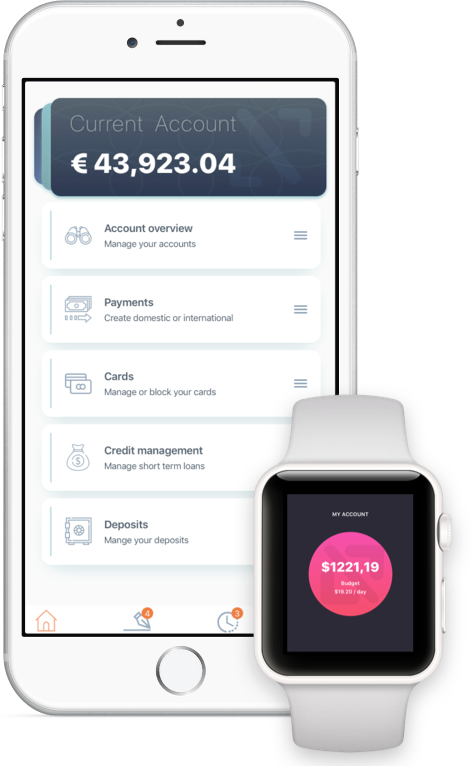 Current Account
€ 43,923.04
Account overview
Manage your accounts
Payments
Create domestic or international
Cards
Manage or block your cards
Credit management
Manage short term loans
Deposits
Mange your deposits
4
3
MY ACCOUNT
$1221,19
Budget
$19.20 / day